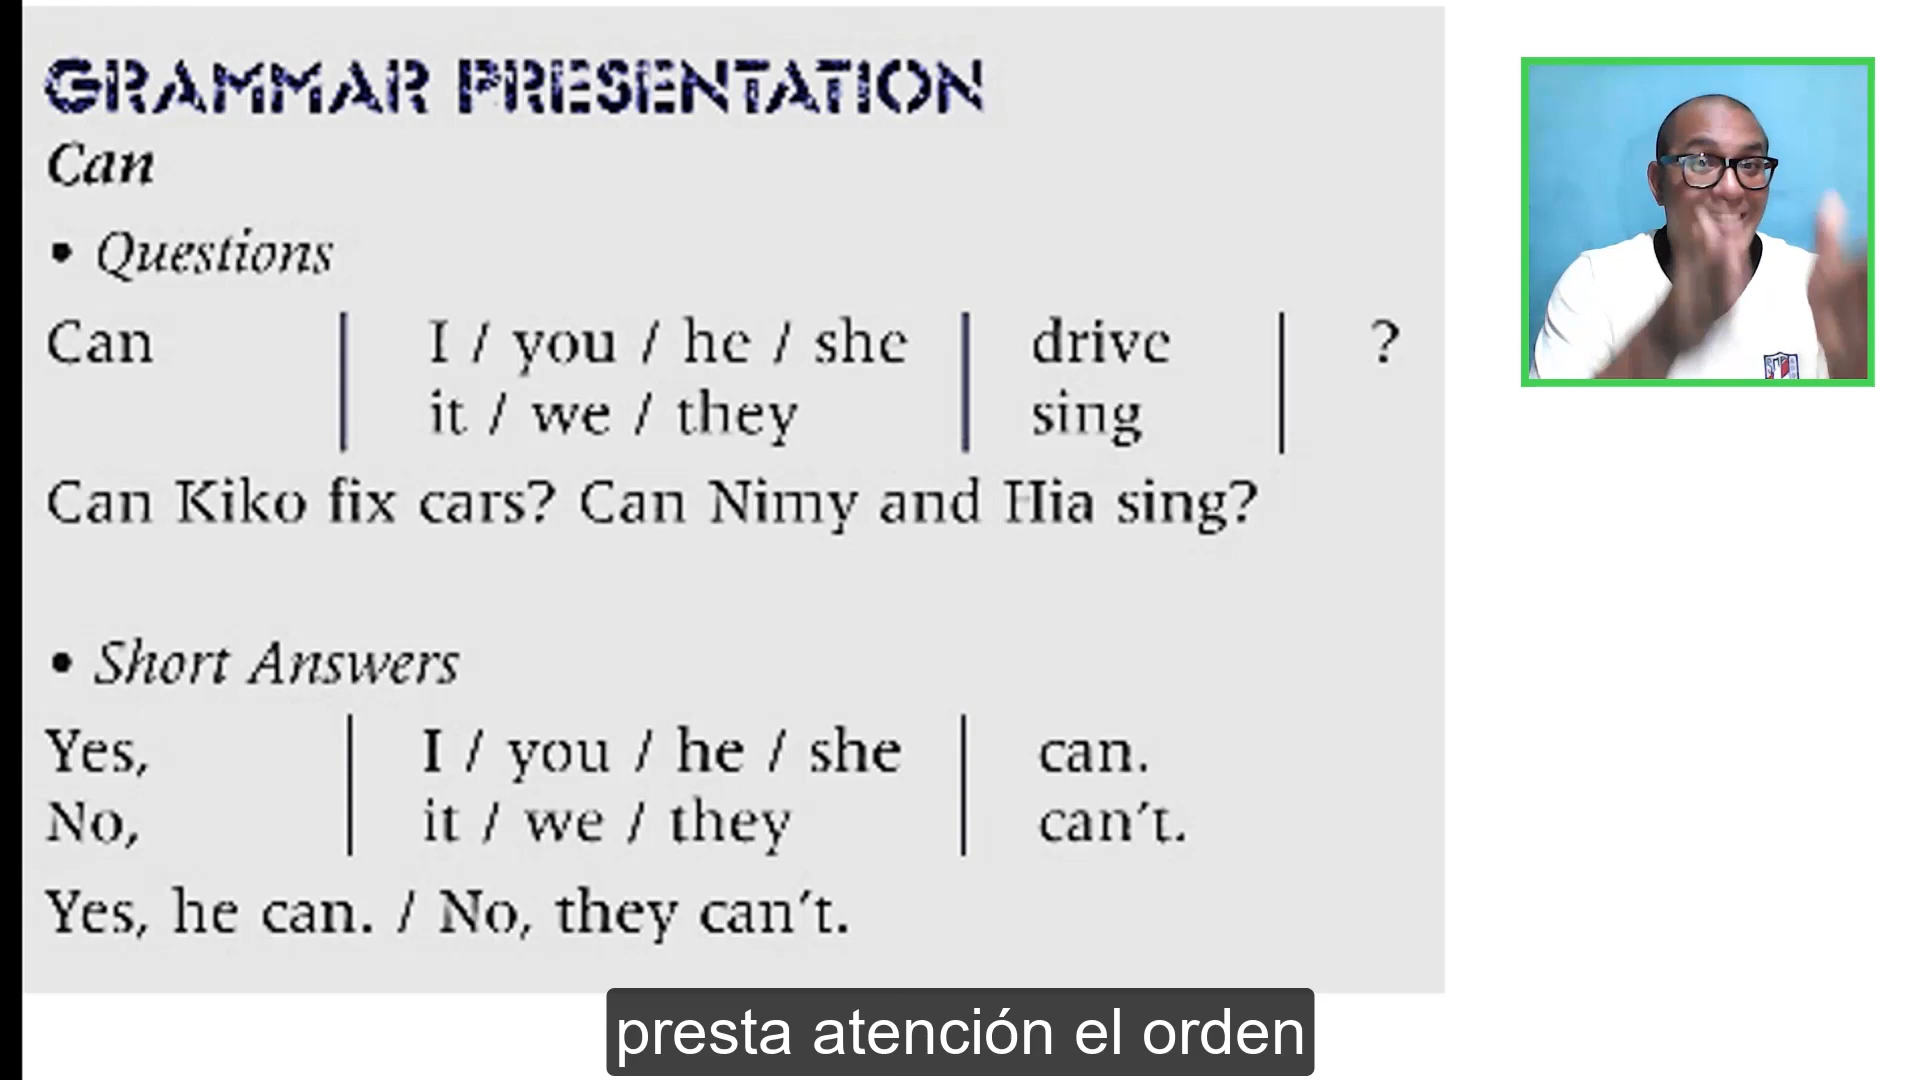 GRAMMAR PRESENTATION
Can
• Questions
Can | I / you / he / she | drive | ?
it / we / they | sing
Can Kiko fix cars? Can Nimy and Hia sing?
• Short Answers
Yes, | I / you / he / she | can.
No, | it / we / they | can't.
Yes, he can. / No, they can't.
presta atención el orden